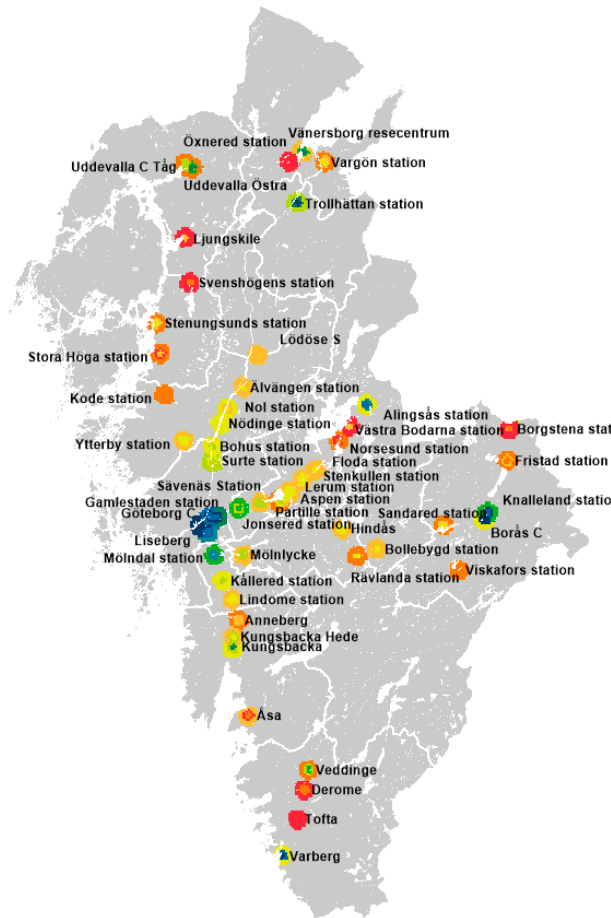 Öxnered station
Vänersborg resecentrum
Uddevalla C Tåg
Vargön station
Uddevalla Östra
Trollhättan station
Ljungskile
Svenshögens station
Stenungsunds station
Lödöse S
Stora Höga station
Kode station
Älvängen station
Nol station
Nödinge station
Alingsås station
Västra Bodarna station
Borgstena stat
Ytterby station
Bohus station
Norsesund station
Surte station
Floda station
Fristad station
Stenkullen station
Sävenäs Station
Lerum station
Gamlestaden station
Aspen station
Knalleland statio
Göteborg C
Partille station
Sandared station
Jonsered station
Hindås
Borås C
Liseberg
Mölndal station
Mölnlycke
Bollebygd station
Rävlanda station
Viskafors station
Kållered station
Lindome station
Anneberg
Kungsbacka Hede
Kungsbacka
Åsa
Veddinge
Derome
Tofta
Varberg